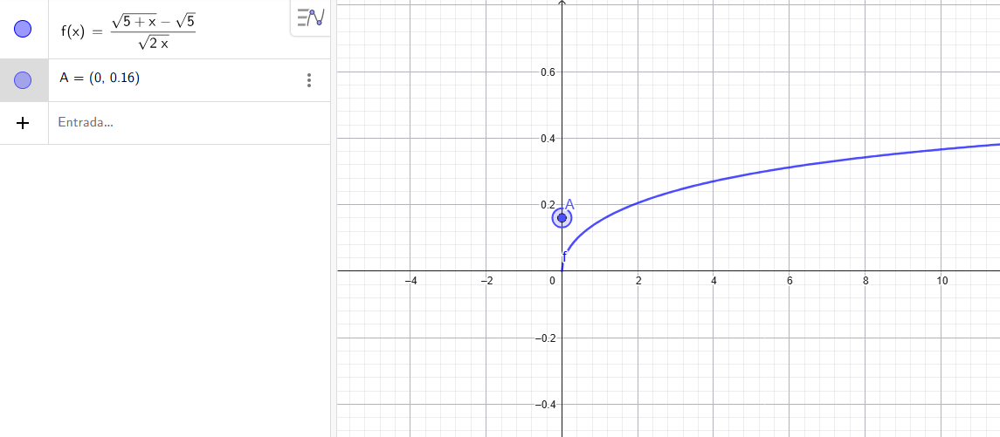 f(x) = (√(5 + x) − √5) / √(2 x)
A = (0, 0.16)
+ Entrada...
0.6
0.4
0.2
A
f
−4 −2 0 2 4 6 8 10
−0.2
−0.4